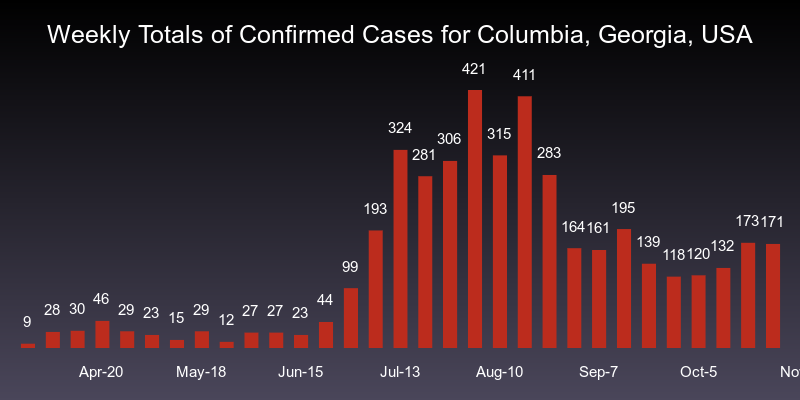 Weekly Totals of Confirmed Cases for Columbia, Georgia, USA
9 28 30 46 29 23 15 29 12 27 27 23 44 99 193 324 281 306 421 315 411 283 164 161 195 139 118 120 132 173 171
Apr-20 May-18 Jun-15 Jul-13 Aug-10 Sep-7 Oct-5